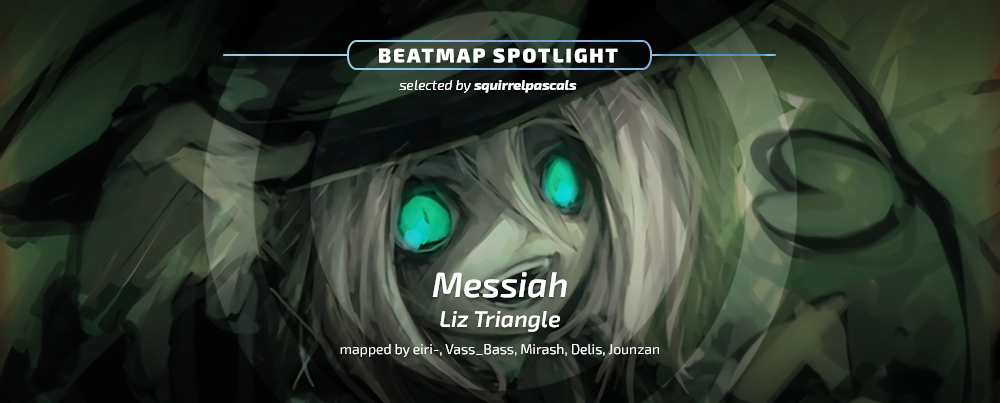 BEATMAP SPOTLIGHT
selected by squirrelpascals
Messiah
Liz Triangle
mapped by eiri-, Vass_Bass, Mirash, Delis, Jounzan